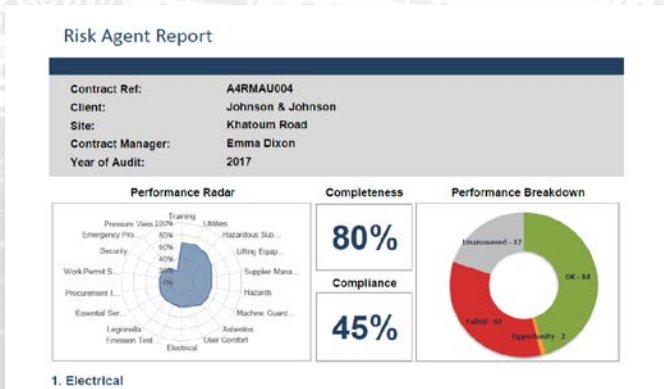 Risk Agent Report
Contract Ref: A4RMAU004
Client: Johnson & Johnson
Site: Khatoum Road
Contract Manager: Emma Dixon
Year of Audit: 2017
Performance Radar
Completeness
Performance Breakdown
Training
Utilities
Hazardous Sub...
Lifting Equip...
Supplier Mana...
Hazards
Machine Guard...
Asbestos
User Comfort
Electrical
Emission Test
Legionella
Essential Ser...
Procurement I...
Work Permit S...
Security
Emergency Pro...
Pressure Vess...
100%
80%
60%
40%
20%
0%
80%
Compliance
45%
Unanswered - 37
OK - 84
Opportunity - 2
1. Electrical